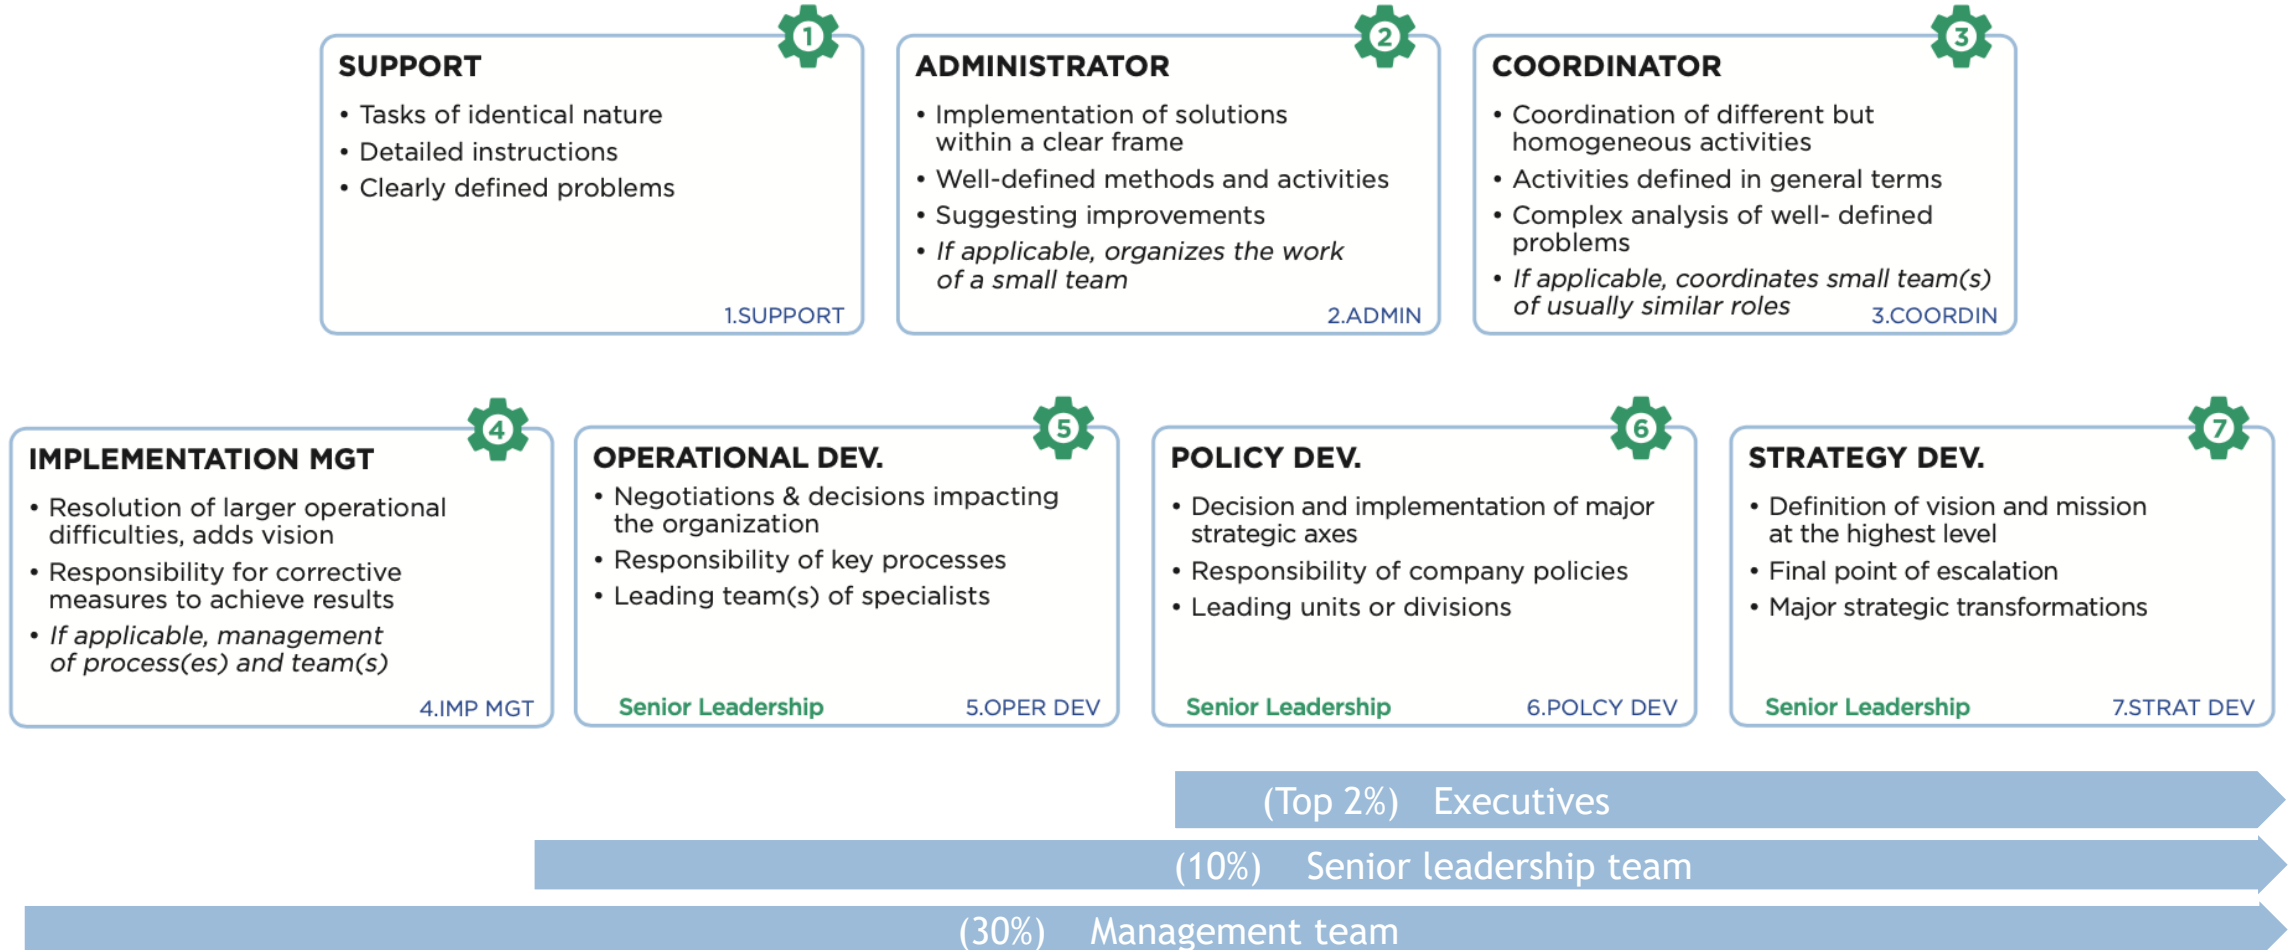 1
SUPPORT
• Tasks of identical nature
• Detailed instructions
• Clearly defined problems
1.SUPPORT
2
ADMINISTRATOR
• Implementation of solutions
within a clear frame
• Well-defined methods and activities
• Suggesting improvements
• If applicable, organizes the work
of a small team
2.ADMIN
3
COORDINATOR
• Coordination of different but
homogeneous activities
• Activities defined in general terms
• Complex analysis of well- defined
problems
• If applicable, coordinates small team(s)
of usually similar roles
3.COORDIN
4
IMPLEMENTATION MGT
• Resolution of larger operational
difficulties, adds vision
• Responsibility for corrective
measures to achieve results
• If applicable, management
of process(es) and team(s)
4.IMP MGT
5
OPERATIONAL DEV.
• Negotiations & decisions impacting
the organization
• Responsibility of key processes
• Leading team(s) of specialists
Senior Leadership
5.OPER DEV
6
POLICY DEV.
• Decision and implementation of major
strategic axes
• Responsibility of company policies
• Leading units or divisions
Senior Leadership
6.POLCY DEV
7
STRATEGY DEV.
• Definition of vision and mission
at the highest level
• Final point of escalation
• Major strategic transformations
Senior Leadership
7.STRAT DEV
(Top 2%) Executives
(10%) Senior leadership team
(30%) Management team